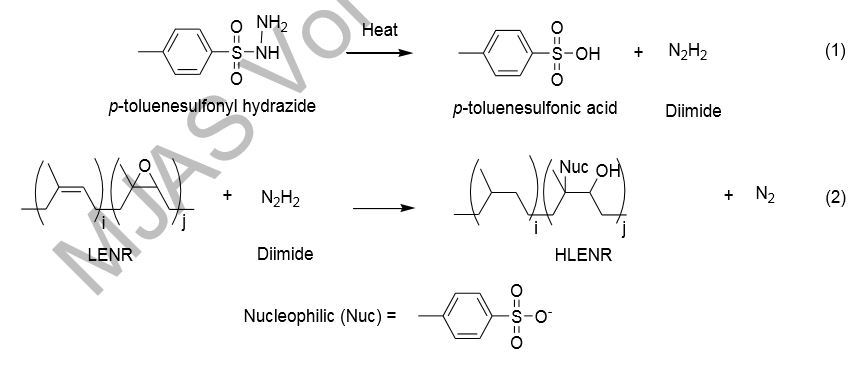 NH₂
O
Heat
O
S
NH
S
OH
+
N₂H₂
(1)
O
O
p-toluenesulfonyl hydrazide
p-toluenesulfonic acid
Diimide
O
Nuc
OH
+
N₂H₂
+
N₂
(2)
i
j
i
j
LENR
Diimide
HLENR
O
Nucleophilic (Nuc) =
S
O⁻
O
MJAS Vol